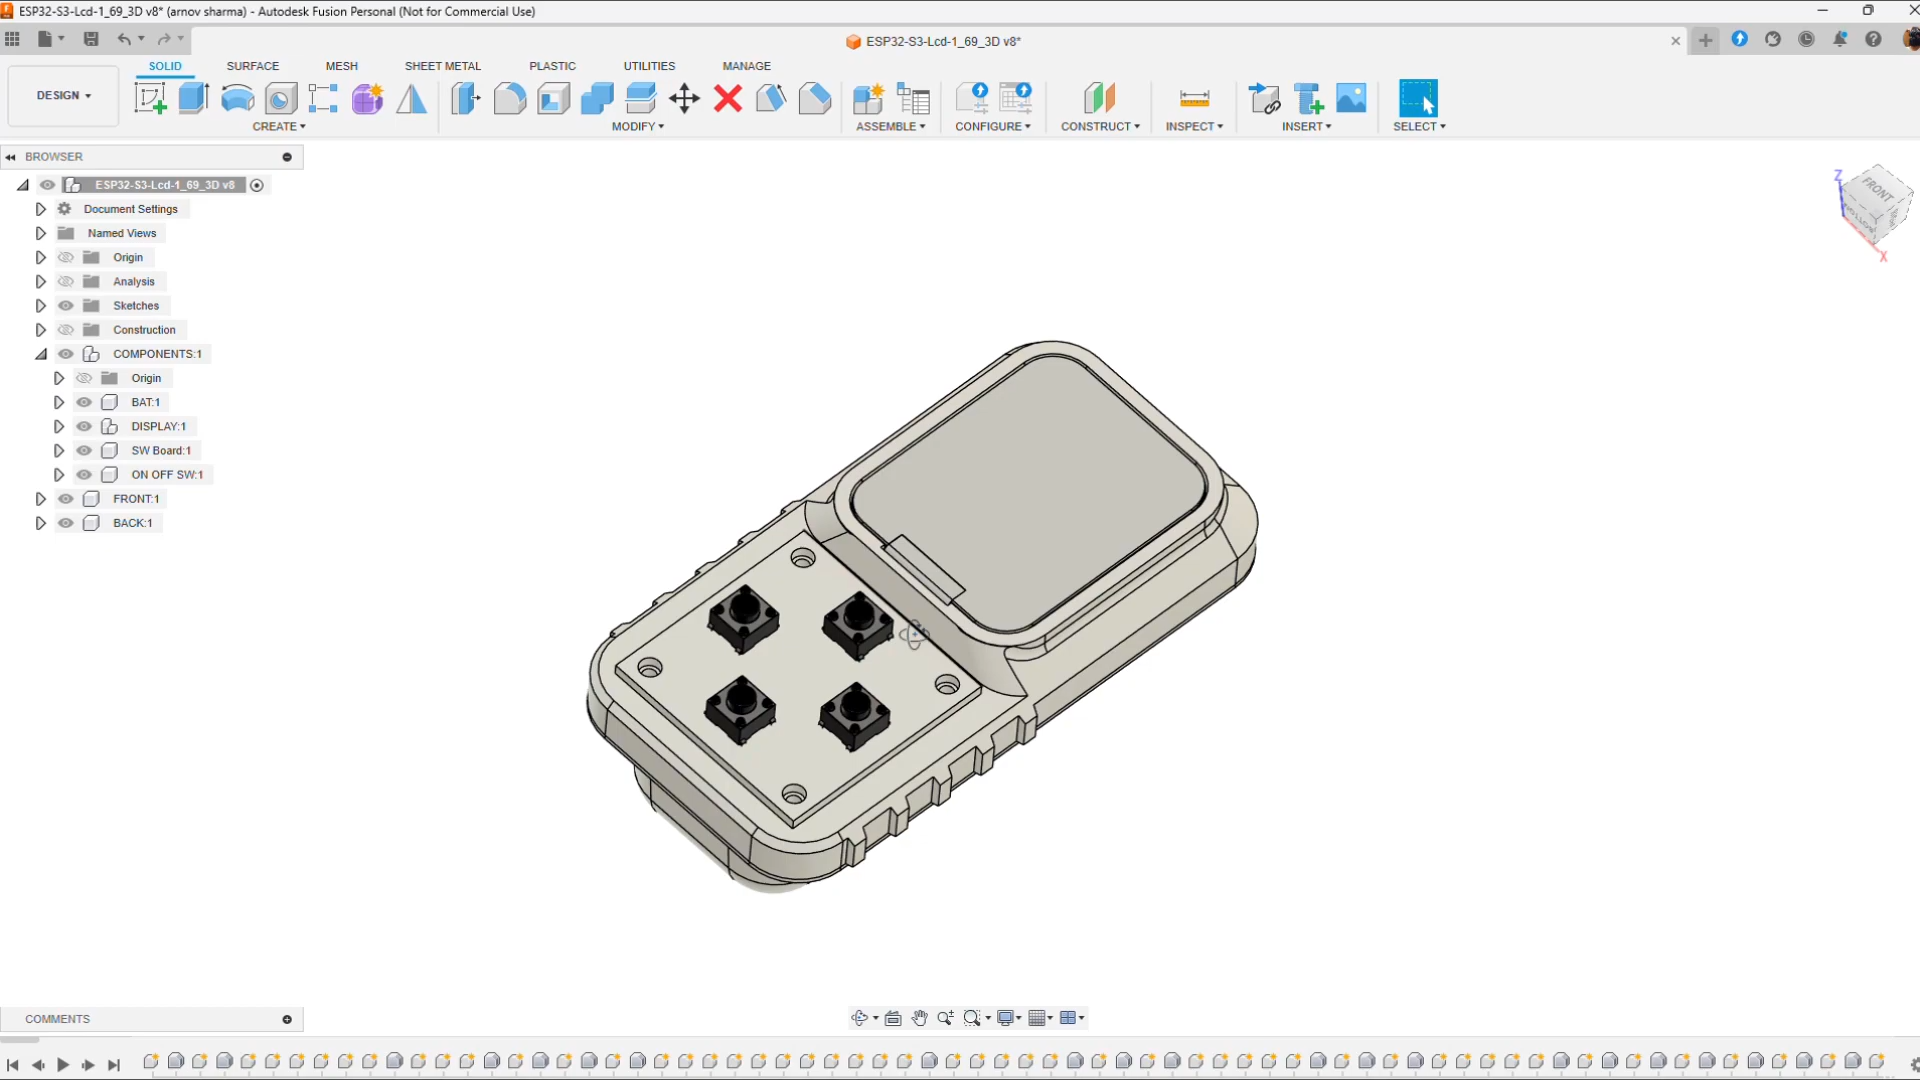 ESP32-S3-Lcd-1_69_3D v8* (arnov sharma) - Autodesk Fusion Personal (Not for Commercial Use)
ESP32-S3-Lcd-1_69_3D v8*
SOLID SURFACE MESH SHEET METAL PLASTIC UTILITIES MANAGE
DESIGN
CREATE MODIFY ASSEMBLE CONFIGURE CONSTRUCT INSPECT INSERT SELECT
BROWSER
ESP32-S3-Lcd-1_69_3D v8
Document Settings
Named Views
Origin
Analysis
Sketches
Construction
COMPONENTS:1
Origin
BAT:1
DISPLAY:1
SW Board:1
ON OFF SW:1
FRONT:1
BACK:1
Z
FRONT
X
COMMENTS